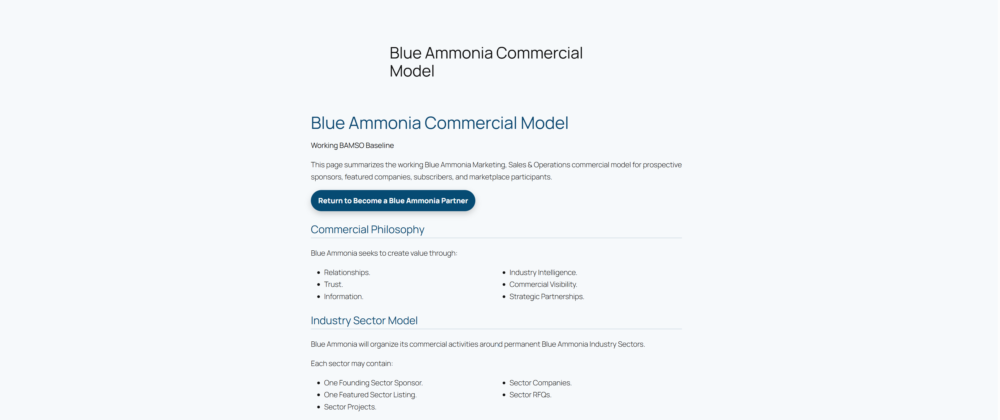 Blue Ammonia Commercial
Model
Blue Ammonia Commercial Model
Working BAMSO Baseline
This page summarizes the working Blue Ammonia Marketing, Sales & Operations commercial model for prospective
sponsors, featured companies, subscribers, and marketplace participants.
Return to Become a Blue Ammonia Partner
Commercial Philosophy
Blue Ammonia seeks to create value through:
• Relationships.
• Trust.
• Information.
• Industry Intelligence.
• Commercial Visibility.
• Strategic Partnerships.
Industry Sector Model
Blue Ammonia will organize its commercial activities around permanent Blue Ammonia Industry Sectors.
Each sector may contain:
• One Founding Sector Sponsor.
• One Featured Sector Listing.
• Sector Projects.
• Sector Companies.
• Sector RFQs.